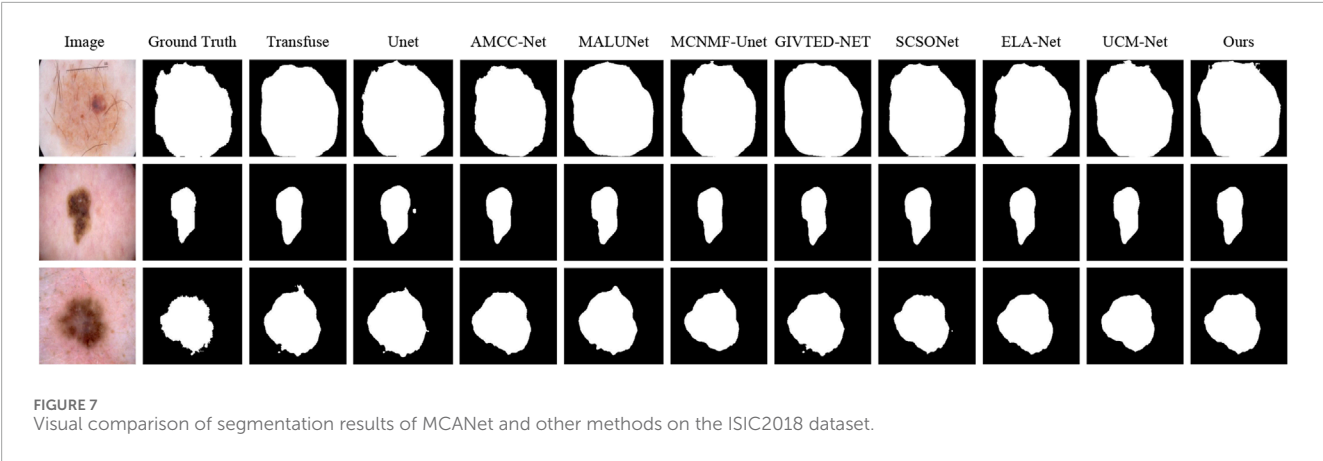 Image Ground Truth Transfuse Unet AMCC-Net MALUNet MCNMF-Unet GIVTED-NET SCSONet ELA-Net UCM-Net Ours
FIGURE 7
Visual comparison of segmentation results of MCANet and other methods on the ISIC2018 dataset.